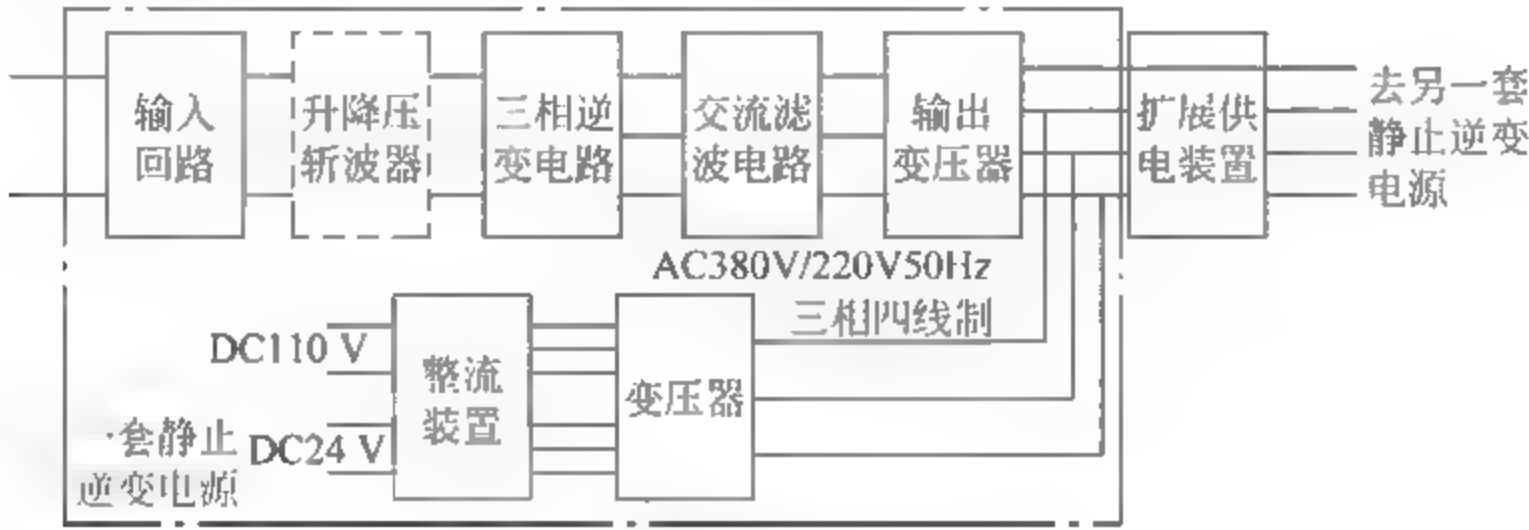 输入
回路
升降压
斩波器
三相逆
变电路
交流滤
波电路
输出
变压器
扩展供
电装置
去另一套
静止逆变
电源
AC380V/220V50Hz
三相四线制
DC110 V
整流
装置
变压器
一套静止
逆变电源
DC24 V